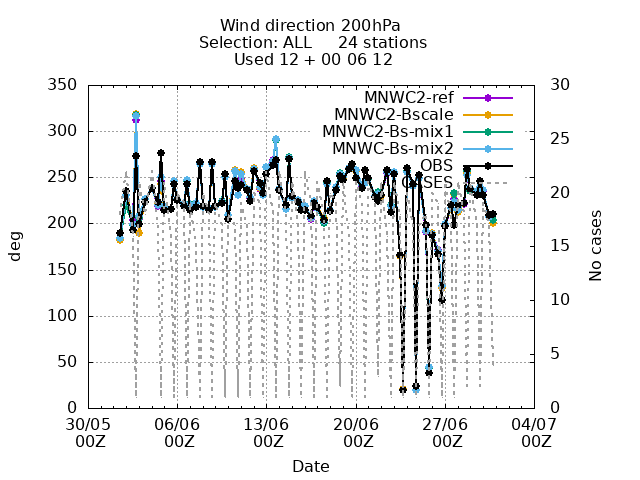 Wind direction 200hPa
Selection: ALL     24 stations
Used 12 + 00 06 12
350
300
250
200
150
100
50
0
30
25
20
15
10
5
0
MNWC2-ref
MNWC2-Bscale
MNWC2-Bs-mix1
MNWC-Bs-mix2
OBS
CASES
deg
No cases
30/05 06/06 13/06 20/06 27/06 04/07
00Z 00Z 00Z 00Z 00Z 00Z
Date